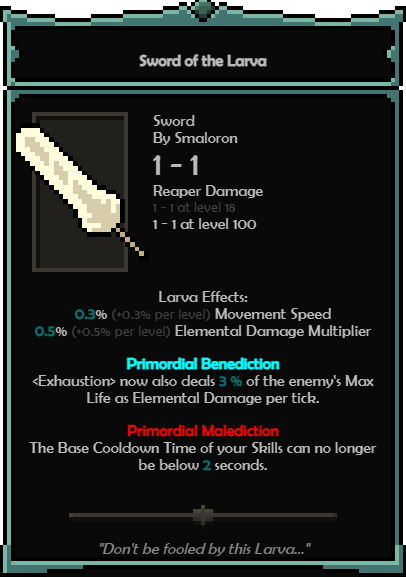 Sword of the Larva
Sword
By Smaloron
1 - 1
Reaper Damage
1 - 1 at level 18
1 - 1 at level 100
Larva Effects:
0.3% (+0.3% per level) Movement Speed
0.5% (+0.5% per level) Elemental Damage Multiplier
Primordial Benediction
<Exhaustion> now also deals 3 % of the enemy's Max
Life as Elemental Damage per tick.
Primordial Malediction
The Base Cooldown Time of your Skills can no longer
be below 2 seconds.
"Don't be fooled by this Larva..."